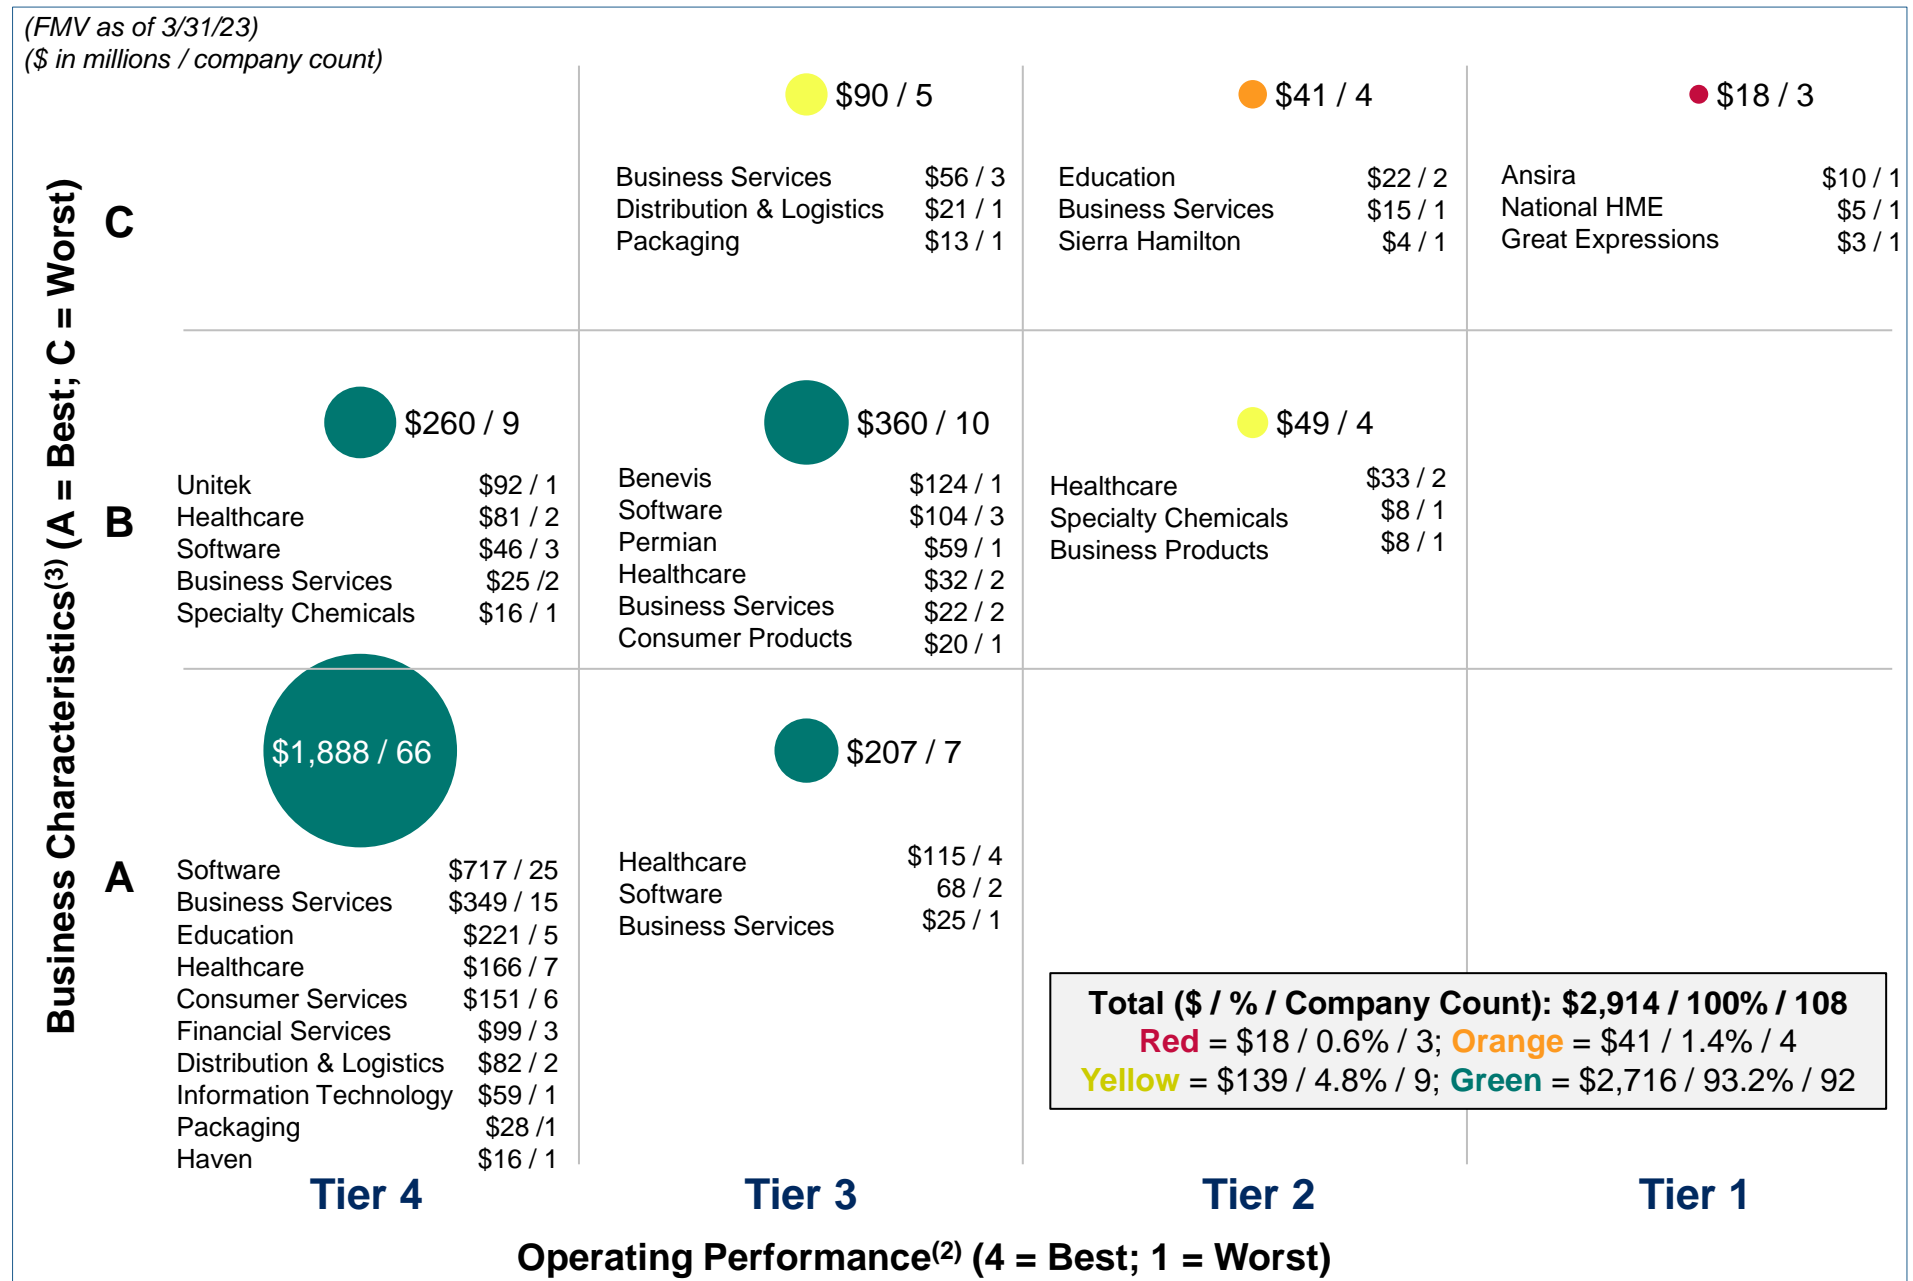 (FMV as of 3/31/23)
($ in millions / company count)
Business Characteristics(3) (A = Best; C = Worst)
C
$90 / 5
Business Services $56 / 3
Distribution & Logistics $21 / 1
Packaging $13 / 1
$41 / 4
Education $22 / 2
Business Services $15 / 1
Sierra Hamilton $4 / 1
$18 / 3
Ansira $10 / 1
National HME $5 / 1
Great Expressions $3 / 1
B
$260 / 9
Unitek $92 / 1
Healthcare $81 / 2
Software $46 / 3
Business Services $25 /2
Specialty Chemicals $16 / 1
$360 / 10
Benevis $124 / 1
Software $104 / 3
Permian $59 / 1
Healthcare $32 / 2
Business Services $22 / 2
Consumer Products $20 / 1
$49 / 4
Healthcare $33 / 2
Specialty Chemicals $8 / 1
Business Products $8 / 1
A
$1,888 / 66
Software $717 / 25
Business Services $349 / 15
Education $221 / 5
Healthcare $166 / 7
Consumer Services $151 / 6
Financial Services $99 / 3
Distribution & Logistics $82 / 2
Information Technology $59 / 1
Packaging $28 /1
Haven $16 / 1
$207 / 7
Healthcare $115 / 4
Software 68 / 2
Business Services $25 / 1
Total ($ / % / Company Count): $2,914 / 100% / 108
Red = $18 / 0.6% / 3; Orange = $41 / 1.4% / 4
Yellow = $139 / 4.8% / 9; Green = $2,716 / 93.2% / 92
Tier 4 Tier 3 Tier 2 Tier 1
Operating Performance(2) (4 = Best; 1 = Worst)